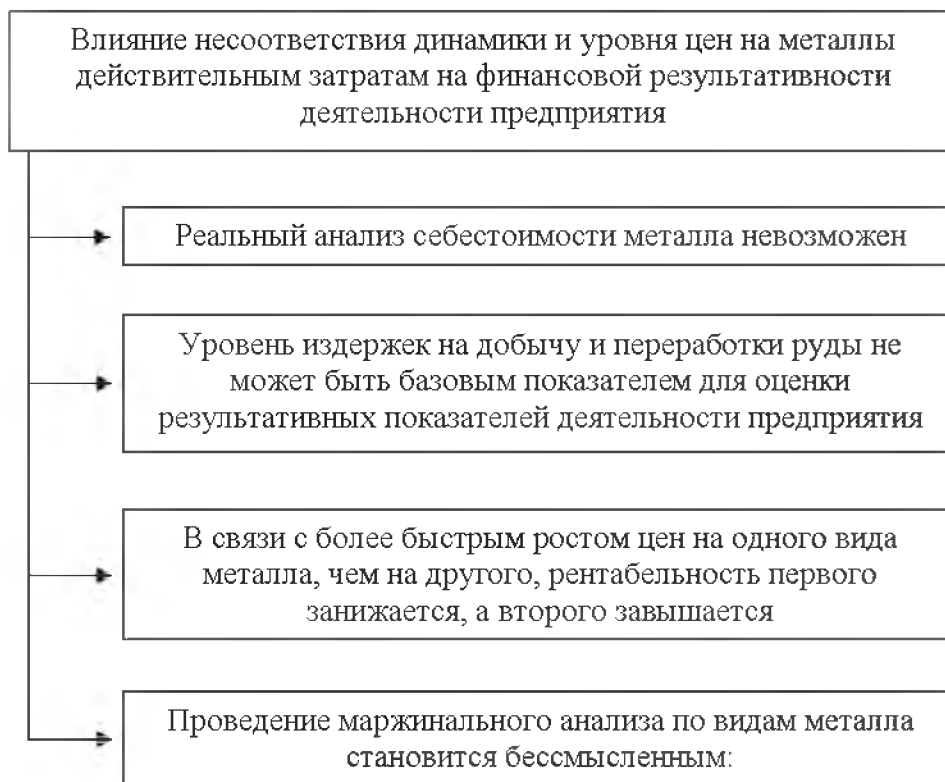 Влияние несоответствия динамики и уровня цен на металлы
действительным затратам на финансовой результативности
деятельности предприятия
Реальный анализ себестоимости металла невозможен
Уровень издержек на добычу и переработки руды не
может быть базовым показателем для оценки
результативных показателей деятельности предприятия
В связи с более быстрым ростом цен на одного вида
металла, чем на другого, рентабельность первого
занижается, а второго завышается
Проведение маржинального анализа по видам металла
становится бессмысленным: